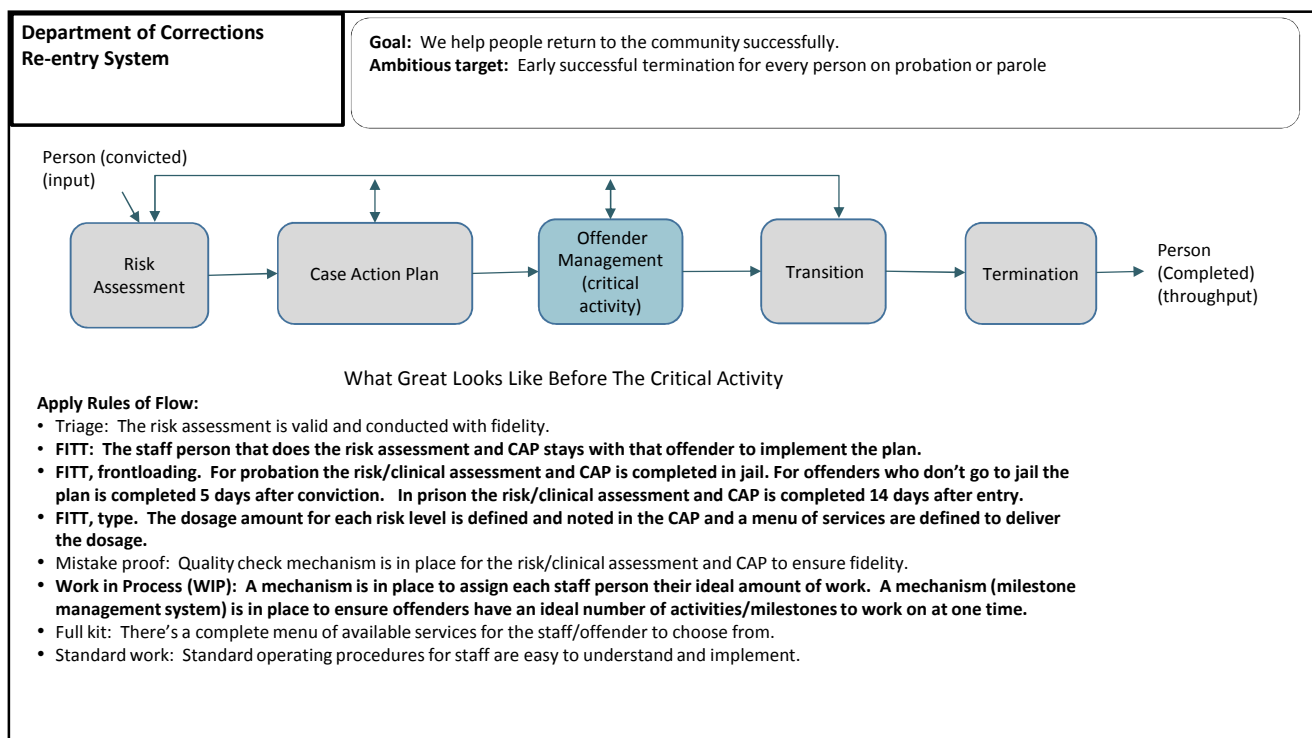 Department of Corrections
Re-entry System
Goal: We help people return to the community successfully.
Ambitious target: Early successful termination for every person on probation or parole
Person (convicted)
(input)
Risk
Assessment
Case Action Plan
Offender
Management
(critical
activity)
Transition
Termination
Person
(Completed)
(throughput)
What Great Looks Like Before The Critical Activity
Apply Rules of Flow:
• Triage: The risk assessment is valid and conducted with fidelity.
• FITT: The staff person that does the risk assessment and CAP stays with that offender to implement the plan.
• FITT, frontloading. For probation the risk/clinical assessment and CAP is completed in jail. For offenders who don't go to jail the
plan is completed 5 days after conviction. In prison the risk/clinical assessment and CAP is completed 14 days after entry.
• FITT, type. The dosage amount for each risk level is defined and noted in the CAP and a menu of services are defined to deliver
the dosage.
• Mistake proof: Quality check mechanism is in place for the risk/clinical assessment and CAP to ensure fidelity.
• Work in Process (WIP): A mechanism is in place to assign each staff person their ideal amount of work. A mechanism (milestone
management system) is in place to ensure offenders have an ideal number of activities/milestones to work on at one time.
• Full kit: There's a complete menu of available services for the staff/offender to choose from.
• Standard work: Standard operating procedures for staff are easy to understand and implement.